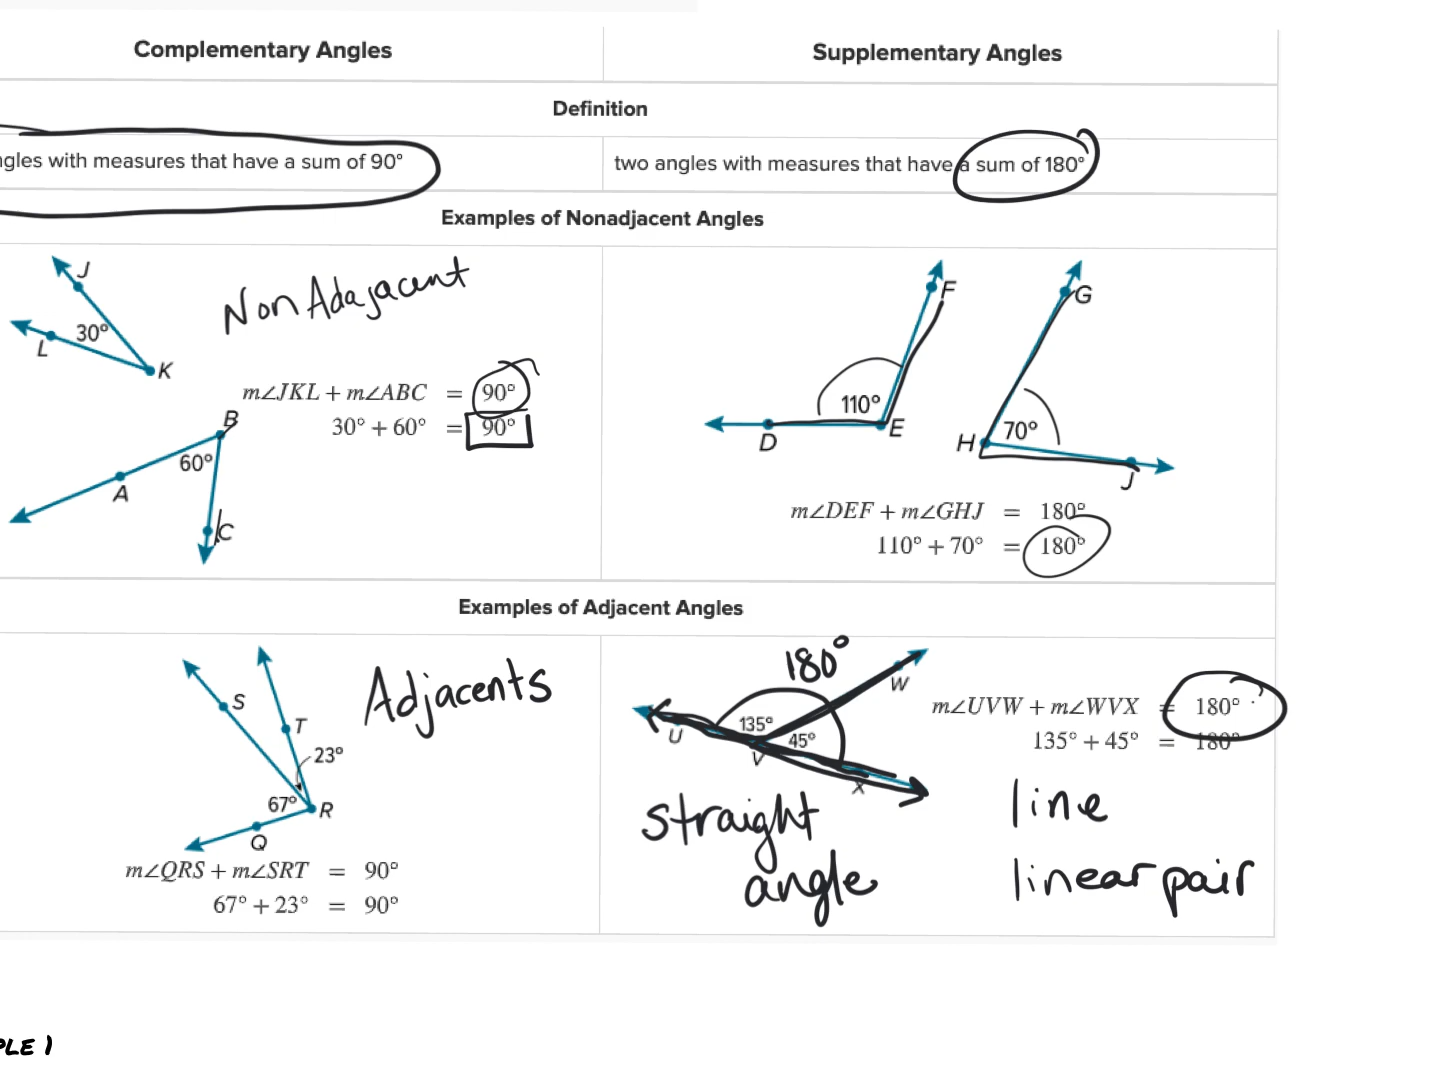 Complementary Angles
Supplementary Angles
Definition
ngles with measures that have a sum of 90°
two angles with measures that have a sum of 180°
Examples of Nonadjacent Angles
J
30°
L
K
Non Adajacent
m∠JKL + m∠ABC = 90°
30° + 60° = 90°
B
60°
A
C
F
G
110°
E
D
H
70°
J
m∠DEF + m∠GHJ = 180°
110° + 70° = 180°
Examples of Adjacent Angles
S
T
23°
67°
R
Q
Adjacents
m∠QRS + m∠SRT = 90°
67° + 23° = 90°
180°
W
135°
U
45°
V
X
m∠UVW + m∠WVX = 180°
135° + 45° = 180°
straight
angle
line
linear pair
PLE 1